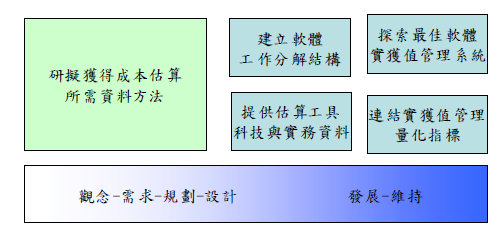 研擬獲得成本估算
所需資料方法
建立軟體
工作分解結構
探索最佳軟體
實獲值管理系統
提供估算工具
科技與實務資料
連結實獲值管理
量化指標
觀念-需求-規劃-設計
發展-維持